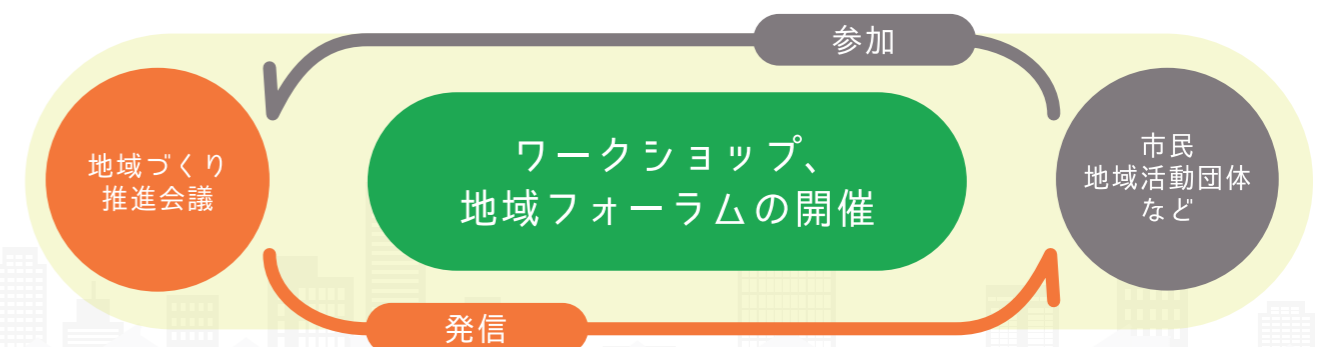 参加
地域づくり
推進会議
ワークショップ、
地域フォーラムの開催
市民
地域活動団体
など
発信